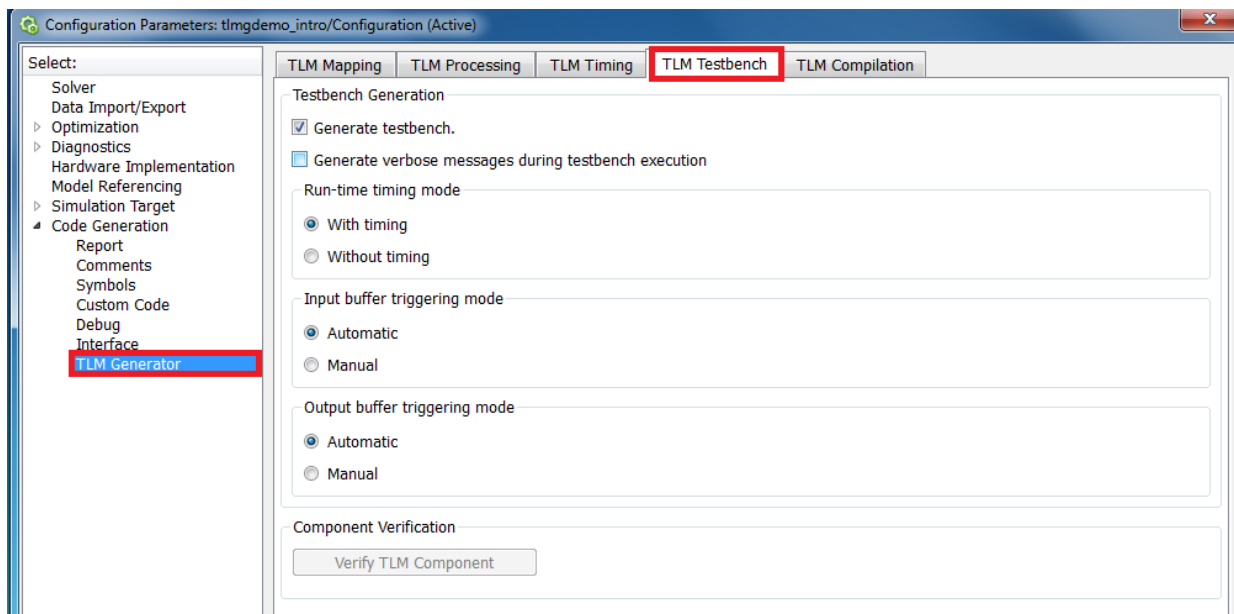 Configuration Parameters: tlmgdemo_intro/Configuration (Active)
Select:
Solver
Data Import/Export
Optimization
Diagnostics
Hardware Implementation
Model Referencing
Simulation Target
Code Generation
Report
Comments
Symbols
Custom Code
Debug
Interface
TLM Generator
TLM Mapping TLM Processing TLM Timing TLM Testbench TLM Compilation
Testbench Generation
Generate testbench.
Generate verbose messages during testbench execution
Run-time timing mode
With timing
Without timing
Input buffer triggering mode
Automatic
Manual
Output buffer triggering mode
Automatic
Manual
Component Verification
Verify TLM Component